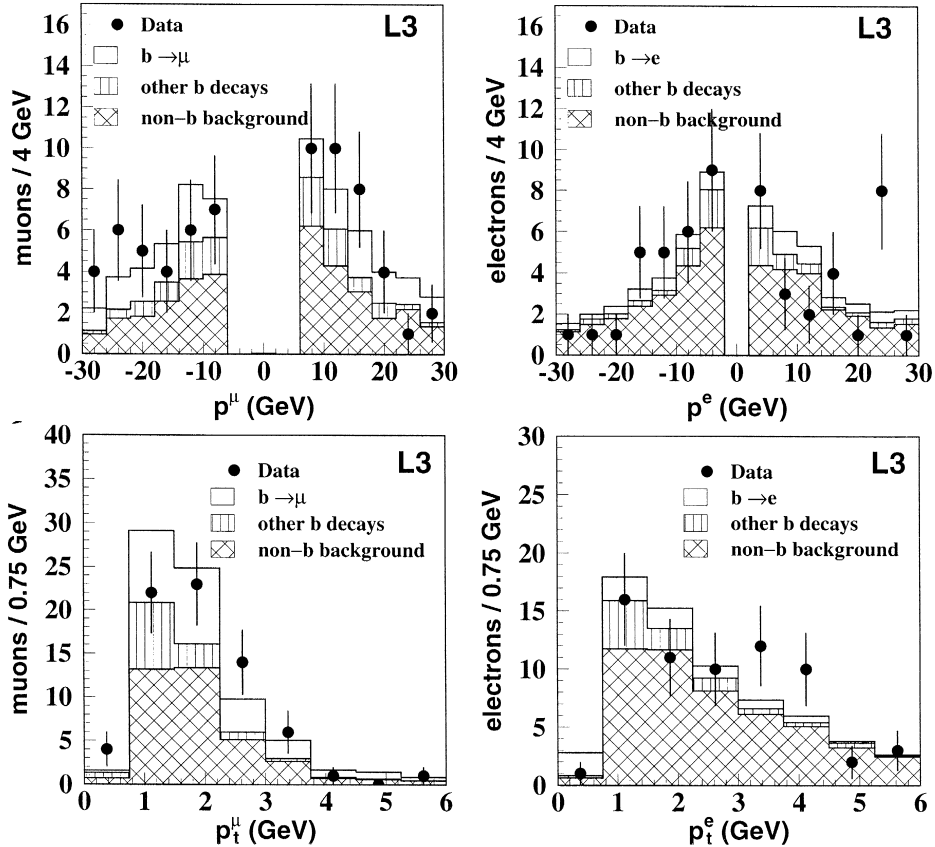 L3
Data
b →μ
other b decays
non-b background
muons / 4 GeV
16
14
12
10
8
6
4
2
0
-30 -20 -10 0 10 20 30
p^μ (GeV)
L3
Data
b →e
other b decays
non-b background
electrons / 4 GeV
16
14
12
10
8
6
4
2
0
-30 -20 -10 0 10 20 30
p^e (GeV)
L3
Data
b →μ
other b decays
non-b background
muons / 0.75 GeV
40
35
30
25
20
15
10
5
0
0 1 2 3 4 5 6
p_t^μ (GeV)
L3
Data
b →e
other b decays
non-b background
electrons / 0.75 GeV
30
25
20
15
10
5
0
0 1 2 3 4 5 6
p_t^e (GeV)